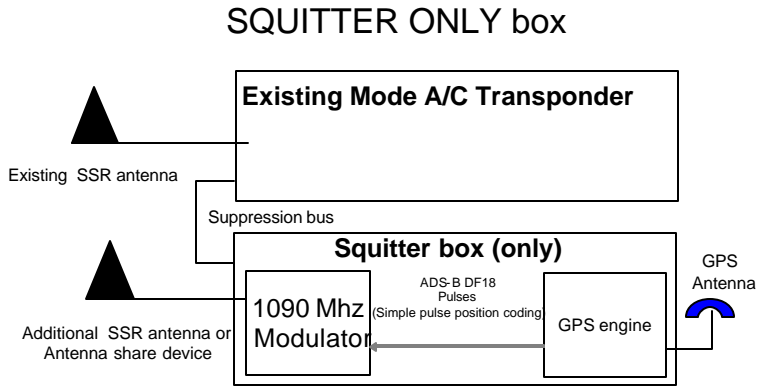 SQUITTER ONLY box
Existing Mode A/C Transponder
Existing SSR antenna
Suppression bus
Squitter box (only)
GPS
Antenna
ADS-B DF18
Pulses
(Simple pulse position coding)
1090 Mhz
Modulator
GPS engine
Additional SSR antenna or
Antenna share device